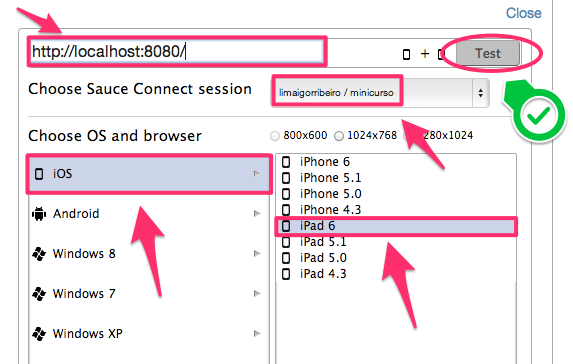 Close
http://localhost:8080/
+
Test
Choose Sauce Connect session
limaigorribeiro / minicurso
Choose OS and browser
800x600
1024x768
280x1024
iOS
Android
Windows 8
Windows 7
Windows XP
iPhone 6
iPhone 5.1
iPhone 5.0
iPhone 4.3
iPad 6
iPad 5.1
iPad 5.0
iPad 4.3